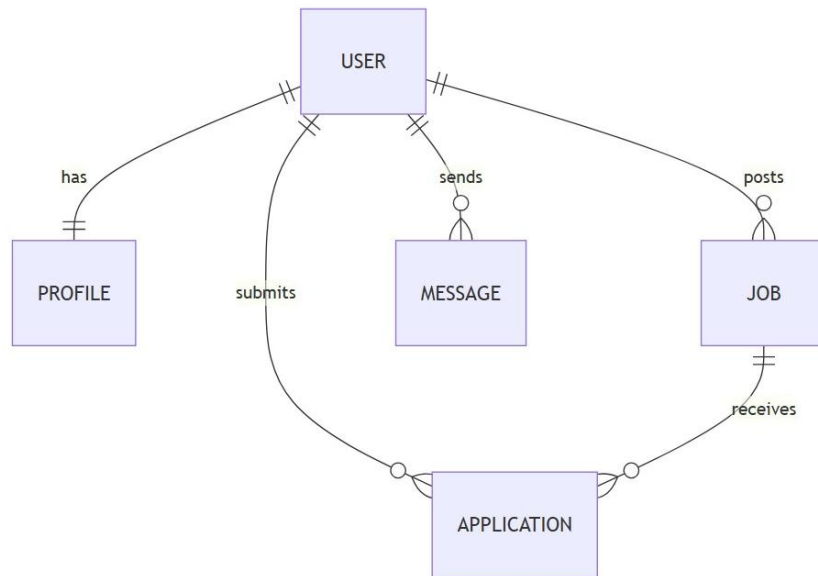 USER
has
sends
posts
PROFILE
submits
MESSAGE
JOB
receives
APPLICATION